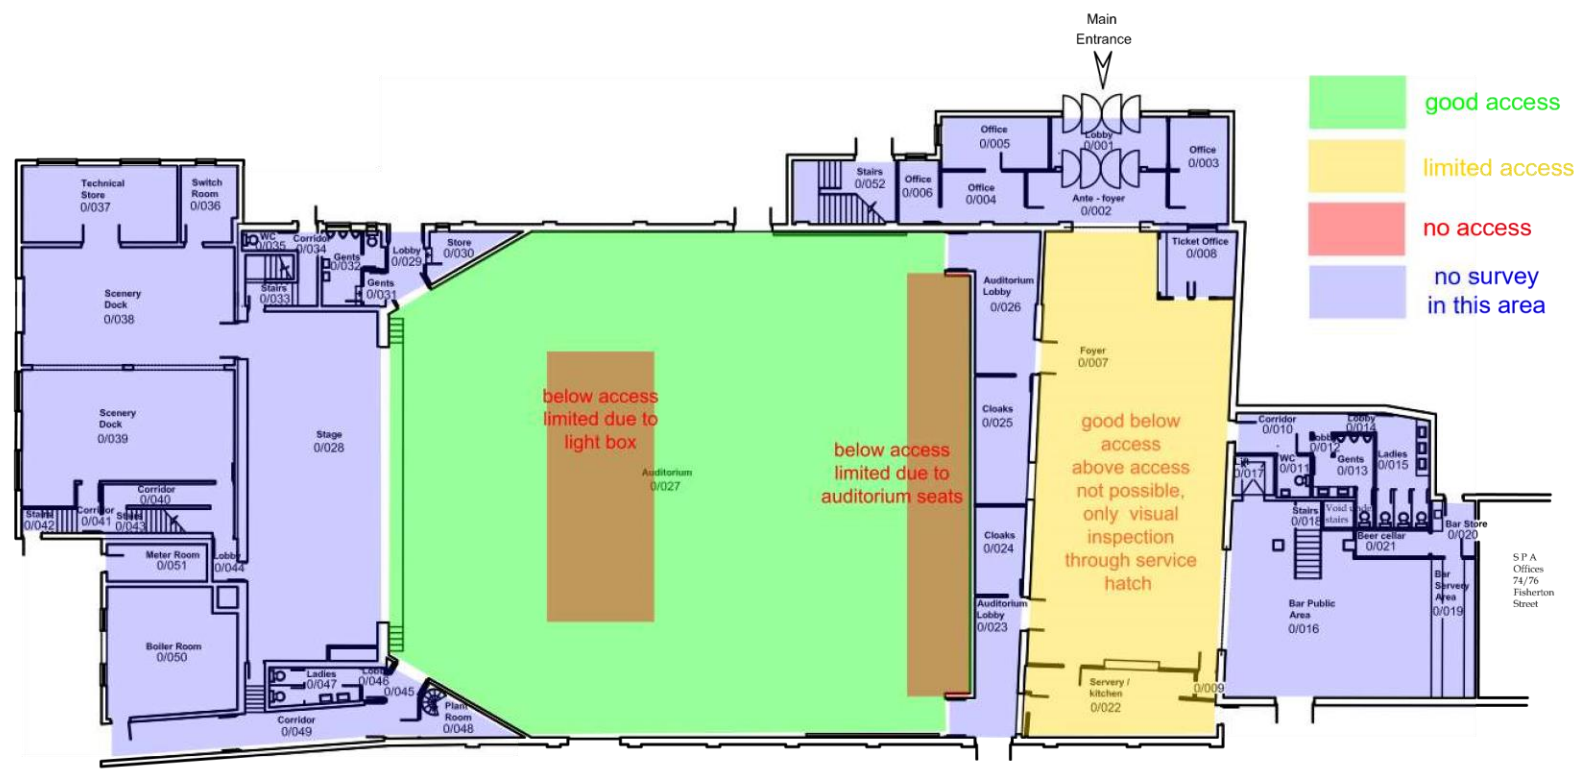 Main
Entrance
good access
limited access
no access
no survey
in this area
Office
0/005
Lobby
0/001
Office
0/003
Stairs
0/052
Office
0/006
Office
0/004
Ante - foyer
0/002
Technical
Store
0/037
Switch
Room
0/036
WC
0/035
Corridor
0/034
Gents
0/032
Lobby
0/029
Store
0/030
Ticket Office
0/008
Stairs
0/033
Gents
0/031
Auditorium
Lobby
0/026
Scenery
Dock
0/038
Foyer
0/007
below access
limited due to
light box
Scenery
Dock
0/039
Stage
0/028
Auditorium
0/027
below access
limited due to
auditorium seats
Cloaks
0/025
good below
access
above access
not possible,
only visual
inspection
through service
hatch
Corridor
0/010
Lobby
0/014
Lobby
0/012
WC
0/011
Gents
0/013
Ladies
0/015
0/017
Corridor
0/040
Stairs
0/042
Corridor
0/041
Stairs
0/043
Stairs
0/018
Void under
stairs
Bar Store
0/020
Beer cellar
0/021
Cloaks
0/024
Meter Room
0/051
Lobby
0/044
Bar
Servery
Area
0/019
S P A
Offices
74/76
Fisherton
Street
Auditorium
Lobby
0/023
Bar Public
Area
0/016
Boiler Room
0/050
Ladies
0/047
Lobby
0/046
0/045
Servery /
kitchen
0/022
0/009
Plant
Room
0/048
Corridor
0/049